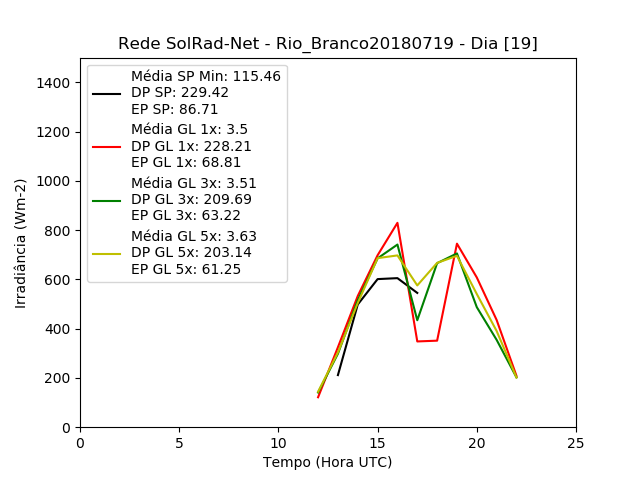 Rede SolRad-Net - Rio_Branco20180719 - Dia [19]
Média SP Min: 115.46
DP SP: 229.42
EP SP: 86.71
Média GL 1x: 3.5
DP GL 1x: 228.21
EP GL 1x: 68.81
Média GL 3x: 3.51
DP GL 3x: 209.69
EP GL 3x: 63.22
Média GL 5x: 3.63
DP GL 5x: 203.14
EP GL 5x: 61.25
Irradiância (Wm-2)
1400
1200
1000
800
600
400
200
0
0 5 10 15 20 25
Tempo (Hora UTC)